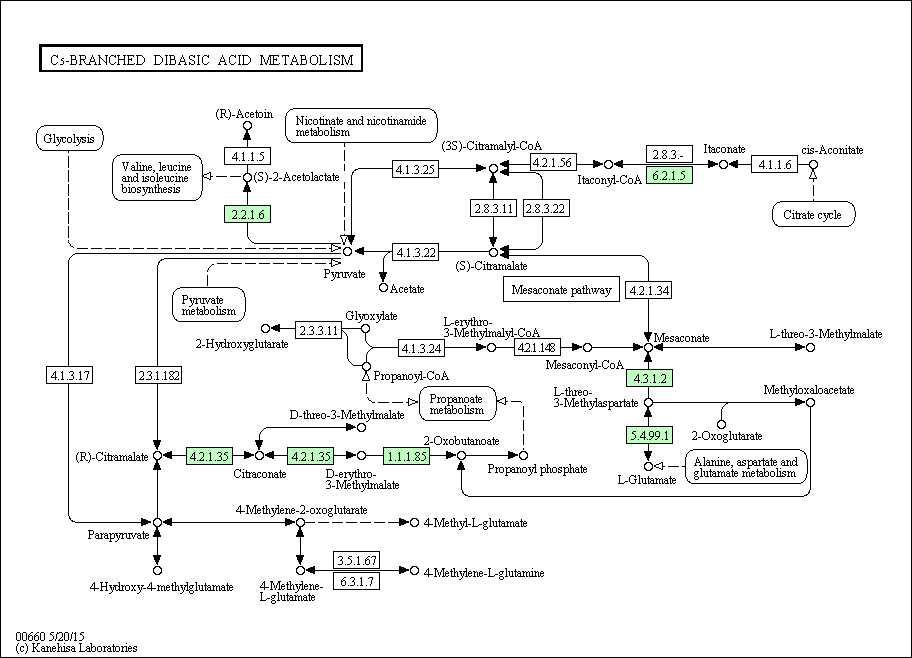 C5-BRANCHED DIBASIC ACID METABOLISM
(R)-Acetoin
Nicotinate and nicotinamide
metabolism
Glycolysis
4.1.1.5
Valine, leucine
and isoleucine
biosynthesis
(S)-2-Acetolactate
2.2.1.6
(3S)-Citramalyl-CoA
4.1.3.25
4.2.1.56
Itaconyl-CoA
2.8.3.-
6.2.1.5
Itaconate
4.1.1.6
cis-Aconitate
Citrate cycle
2.8.3.11
2.8.3.22
4.1.3.22
Pyruvate
(S)-Citramalate
Acetate
Pyruvate
metabolism
Mesaconate pathway
4.2.1.34
Glyoxylate
2.3.3.11
2-Hydroxyglutarate
L-erythro-
3-Methylmalyl-CoA
4.1.3.24
4.2.1.148
Mesaconyl-CoA
Mesaconate
L-threo-3-Methylmalate
Propanoyl-CoA
4.1.3.17
2.3.1.182
4.3.1.2
Propanoate
metabolism
L-threo-
3-Methylaspartate
Methyloxaloacetate
D-threo-3-Methylmalate
2-Oxoglutarate
5.4.99.1
(R)-Citramalate
4.2.1.35
Citraconate
4.2.1.35
D-erythro-
3-Methylmalate
1.1.1.85
2-Oxobutanoate
Propanoyl phosphate
L-Glutamate
Alanine, aspartate and
glutamate metabolism
Parapyruvate
4-Methylene-2-oxoglutarate
4-Methyl-L-glutamate
4-Hydroxy-4-methylglutamate
4-Methylene-
L-glutamate
3.5.1.67
6.3.1.7
4-Methylene-L-glutamine
00660 5/20/15
(c) Kanehisa Laboratories